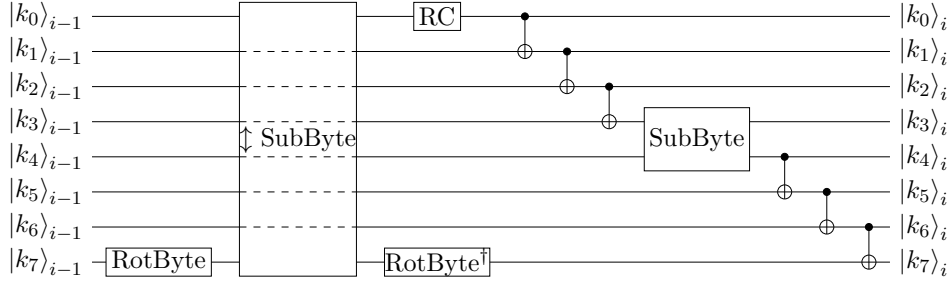 |k₀⟩ᵢ₋₁ RC |k₀⟩ᵢ
|k₁⟩ᵢ₋₁ |k₁⟩ᵢ
|k₂⟩ᵢ₋₁ |k₂⟩ᵢ
|k₃⟩ᵢ₋₁ |k₃⟩ᵢ
↕ SubByte SubByte
|k₄⟩ᵢ₋₁ |k₄⟩ᵢ
|k₅⟩ᵢ₋₁ |k₅⟩ᵢ
|k₆⟩ᵢ₋₁ |k₆⟩ᵢ
|k₇⟩ᵢ₋₁ RotByte RotByte† |k₇⟩ᵢ